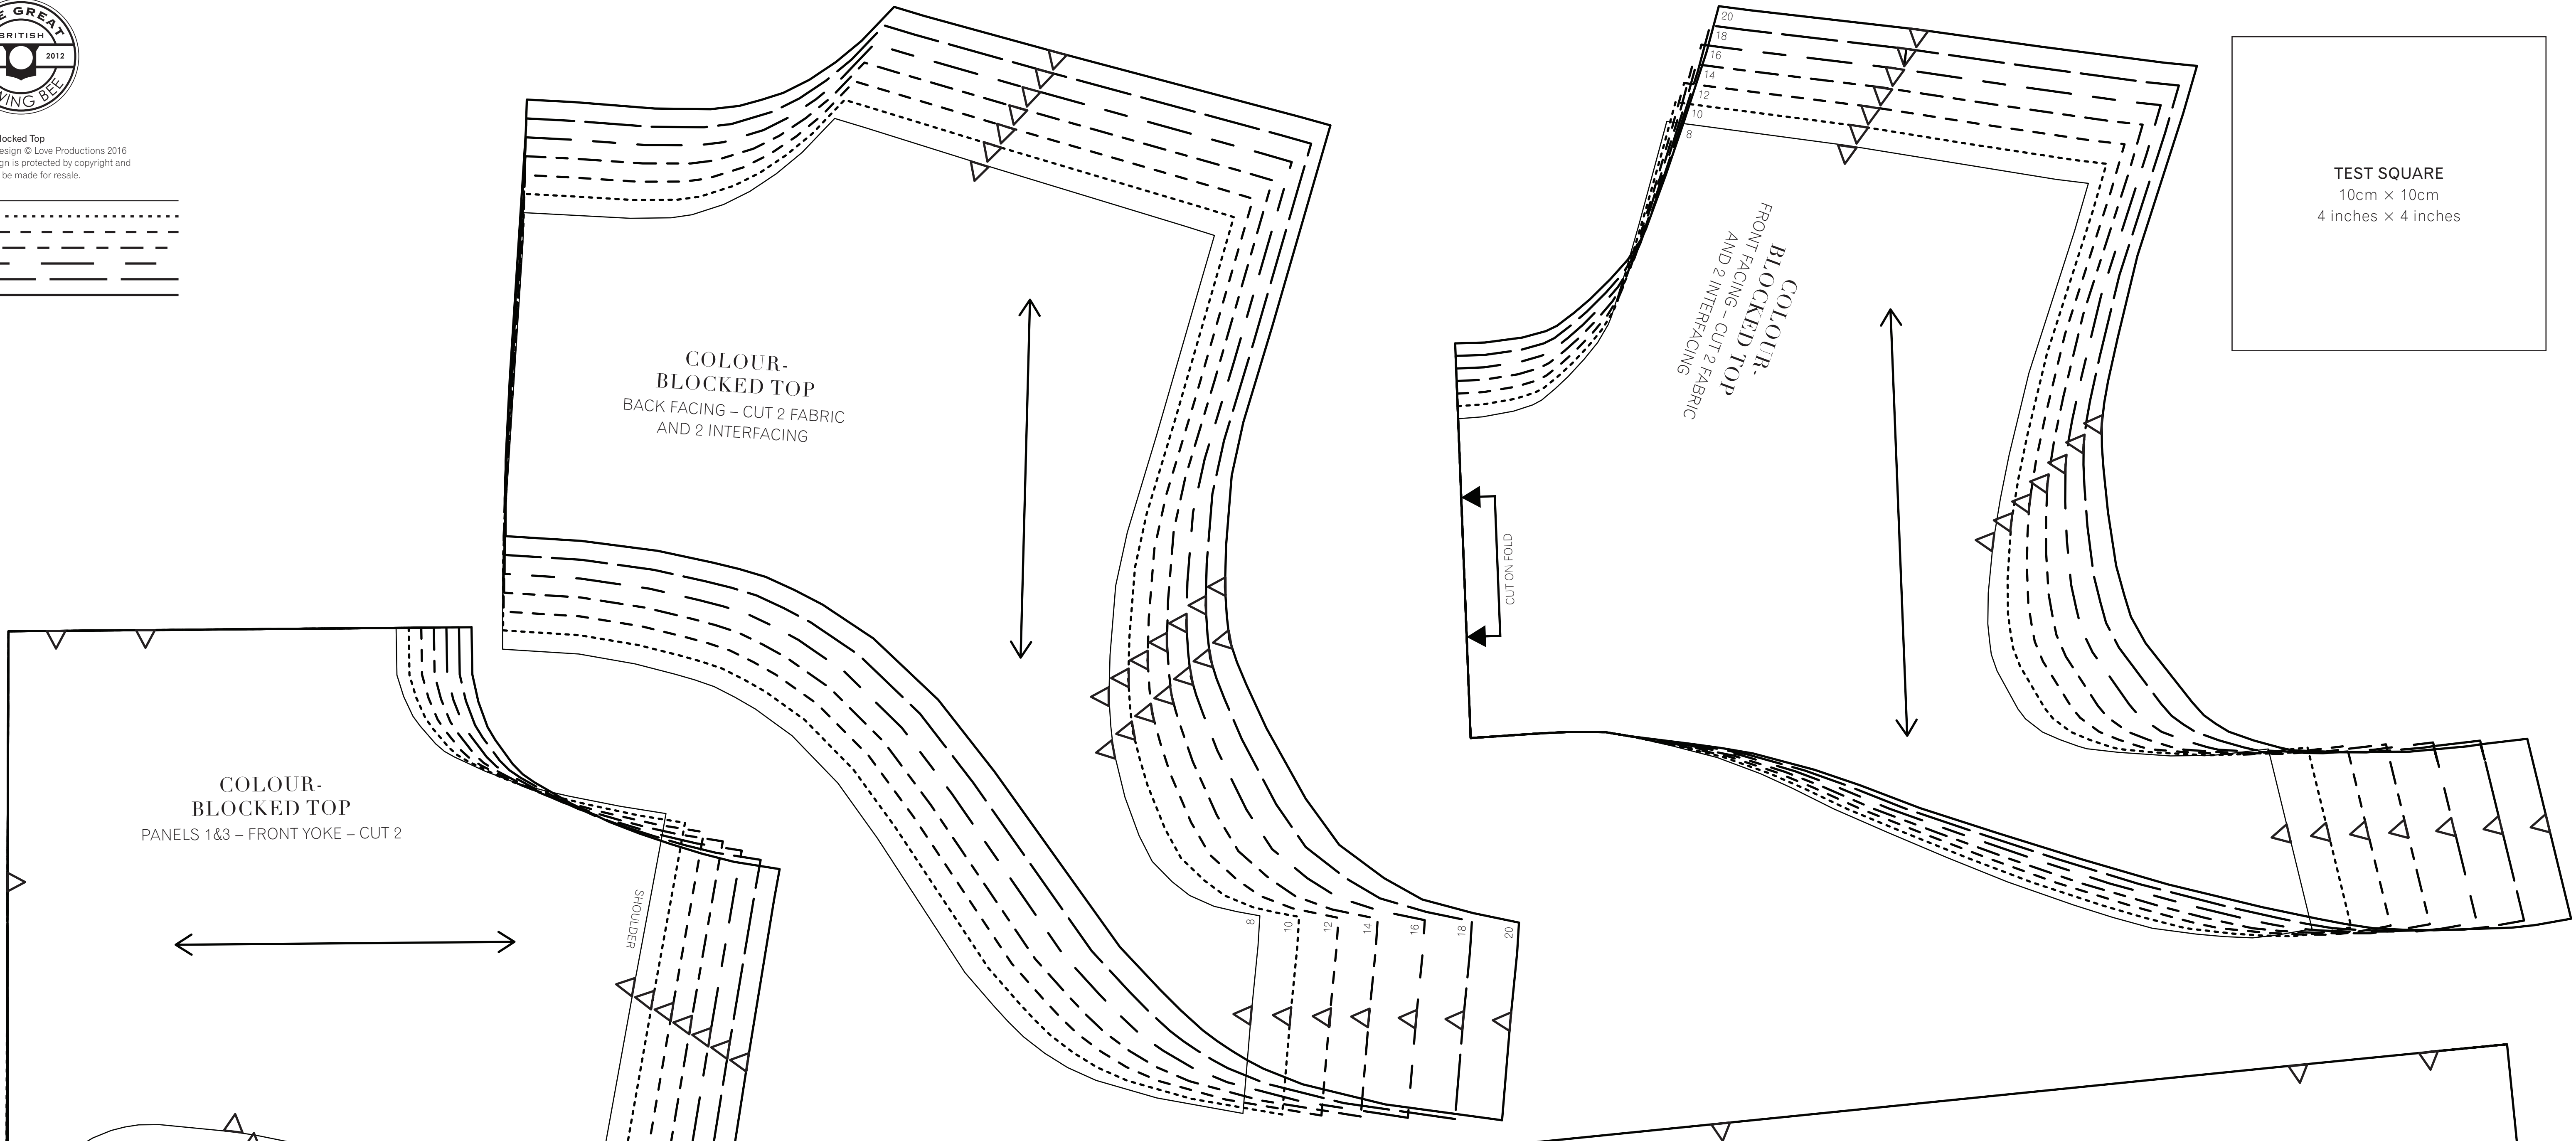 E GREAT
BRITISH
2012
WING BEE
locked Top
esign © Love Productions 2016
gn is protected by copyright and
be made for resale.
COLOUR-
BLOCKED TOP
BACK FACING – CUT 2 FABRIC
AND 2 INTERFACING
8
10
12
14
16
18
20
20
18
16
14
12
10
8
COLOUR-
BLOCKED TOP
FRONT FACING – CUT 2 FABRIC
AND 2 INTERFACING
CUT ON FOLD
TEST SQUARE
10cm × 10cm
4 inches × 4 inches
COLOUR-
BLOCKED TOP
PANELS 1&3 – FRONT YOKE – CUT 2
SHOULDER